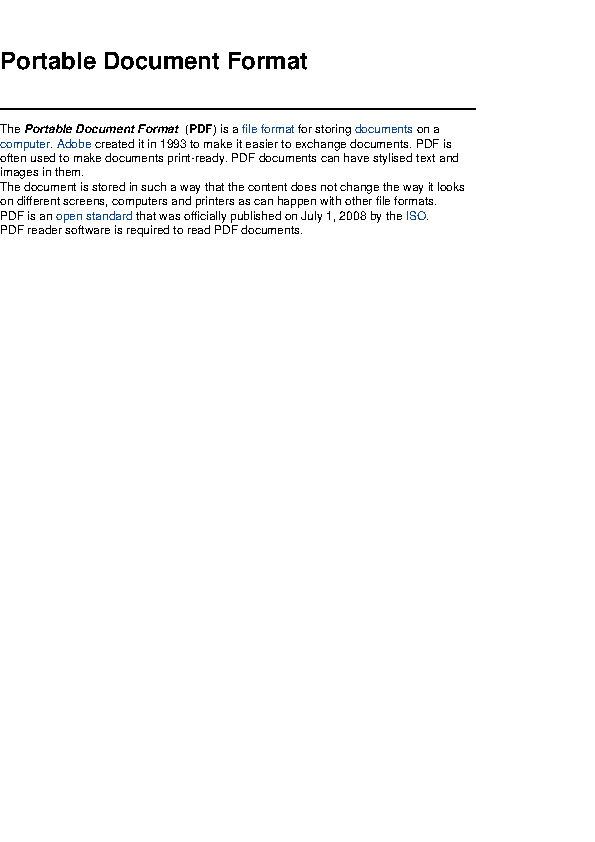 Portable Document Format
The Portable Document Format (PDF) is a file format for storing documents on a
computer. Adobe created it in 1993 to make it easier to exchange documents. PDF is
often used to make documents print-ready. PDF documents can have stylised text and
images in them.
The document is stored in such a way that the content does not change the way it looks
on different screens, computers and printers as can happen with other file formats.
PDF is an open standard that was officially published on July 1, 2008 by the ISO.
PDF reader software is required to read PDF documents.